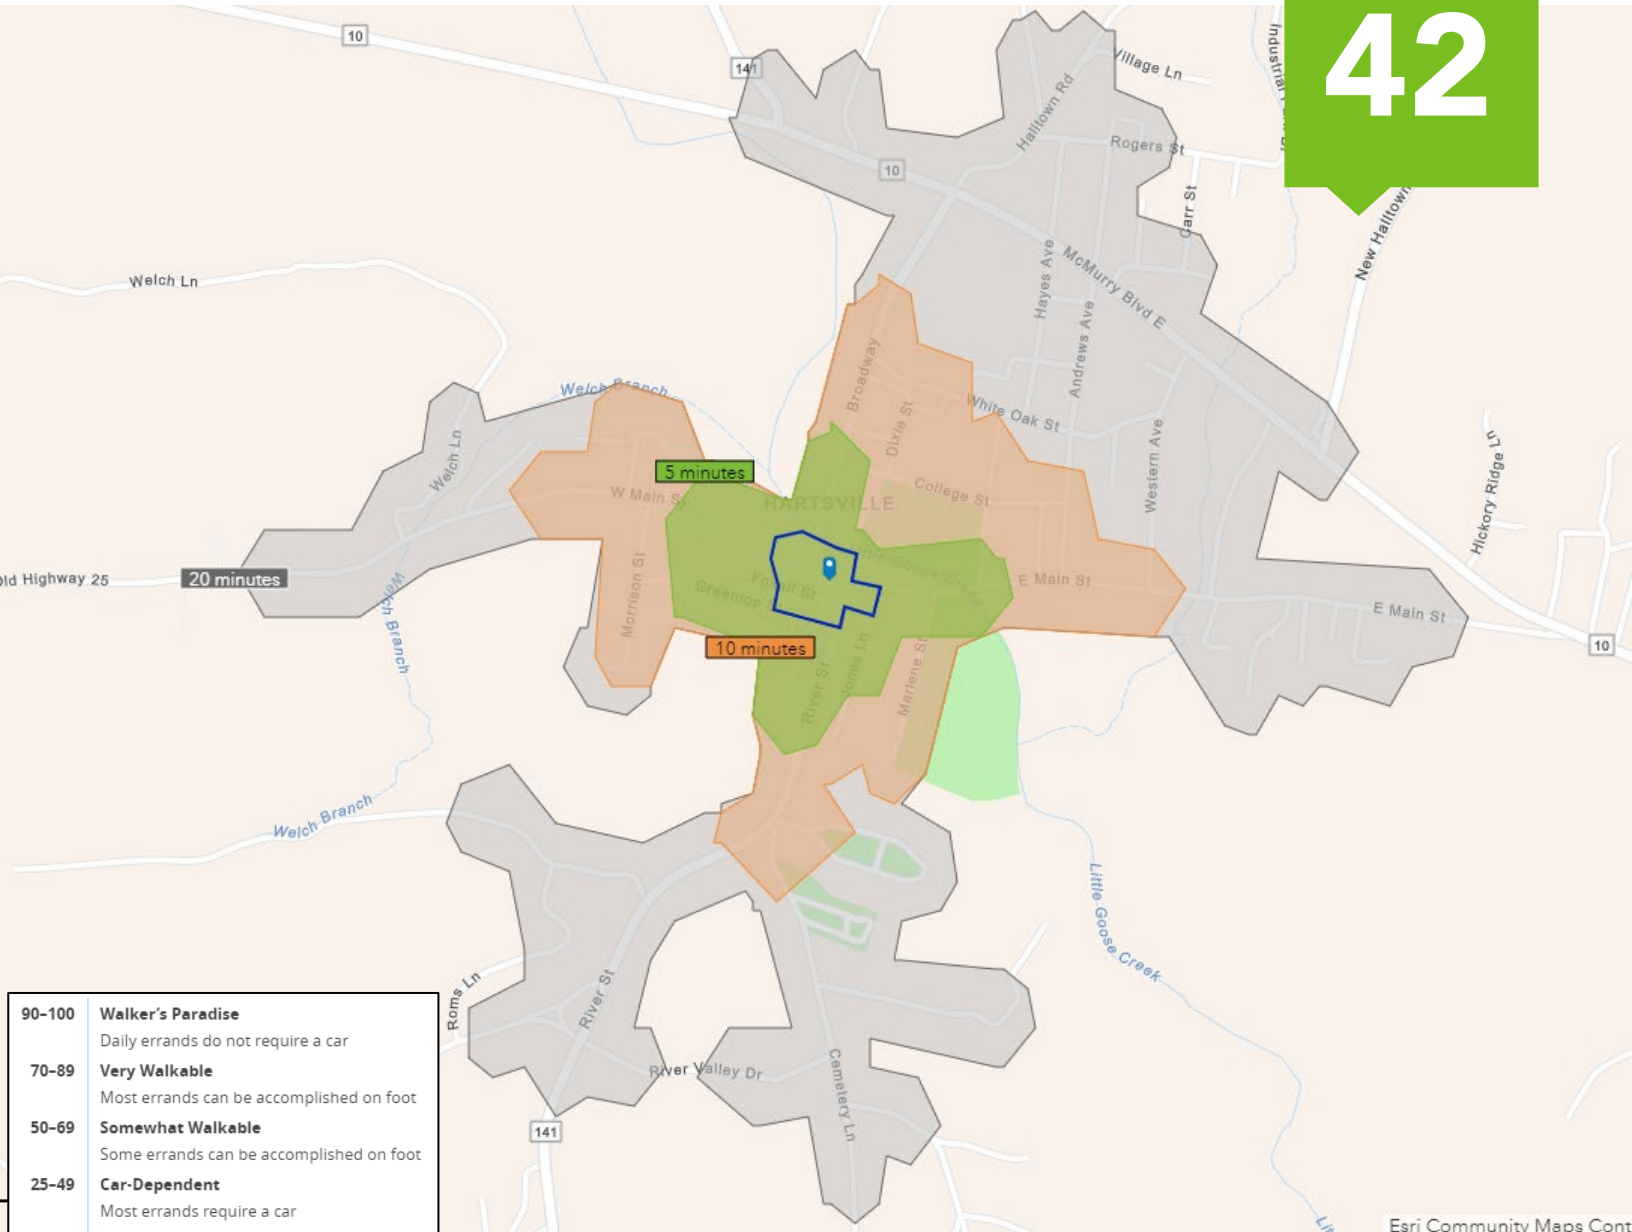 42
10
141
Village Ln
Halltown Rd
Rogers St
10
Carr St
New Halltown
Welch Ln
Hayes Ave
McMurry Blvd E
Andrews Ave
Broadway
Welch Branch
White Oak St
Dixie St
Welch Ln
Western Ave
Hickory Ridge Ln
5 minutes
College St
W Main St
HARTSVILLE
Old Highway 25
20 minutes
Goose Creek
E Main St
Morrison St
Greentop
E Main St
Welch Branch
10
10 minutes
Jones Ln
Marlene St
River St
Welch Branch
Little Goose Creek
Roms Ln
River St
River Valley Dr
Cemetery Ln
141
90–100 Walker’s Paradise
Daily errands do not require a car
70–89 Very Walkable
Most errands can be accomplished on foot
50–69 Somewhat Walkable
Some errands can be accomplished on foot
25–49 Car-Dependent
Most errands require a car
Esri Community Maps Cont